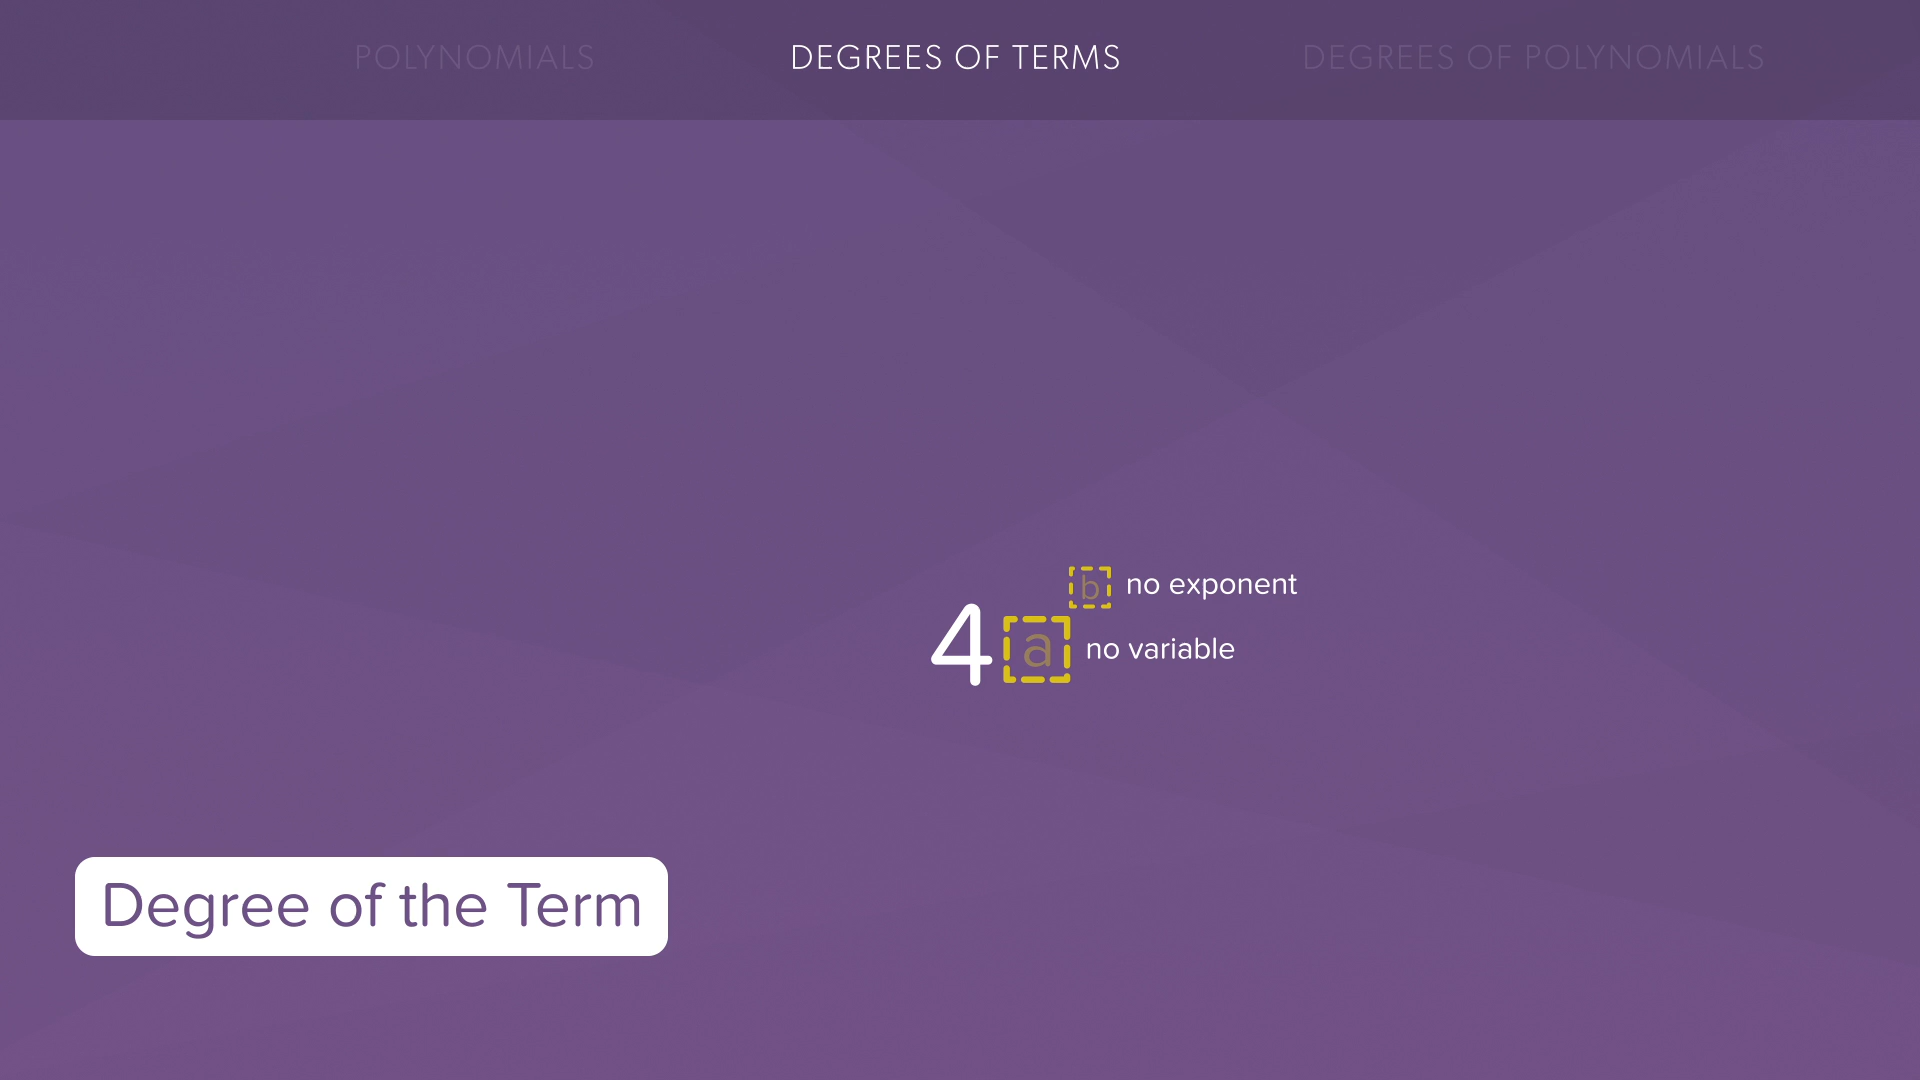 POLYNOMIALS DEGREES OF TERMS DEGREES OF POLYNOMIALS
b no exponent
4 a no variable
Degree of the Term